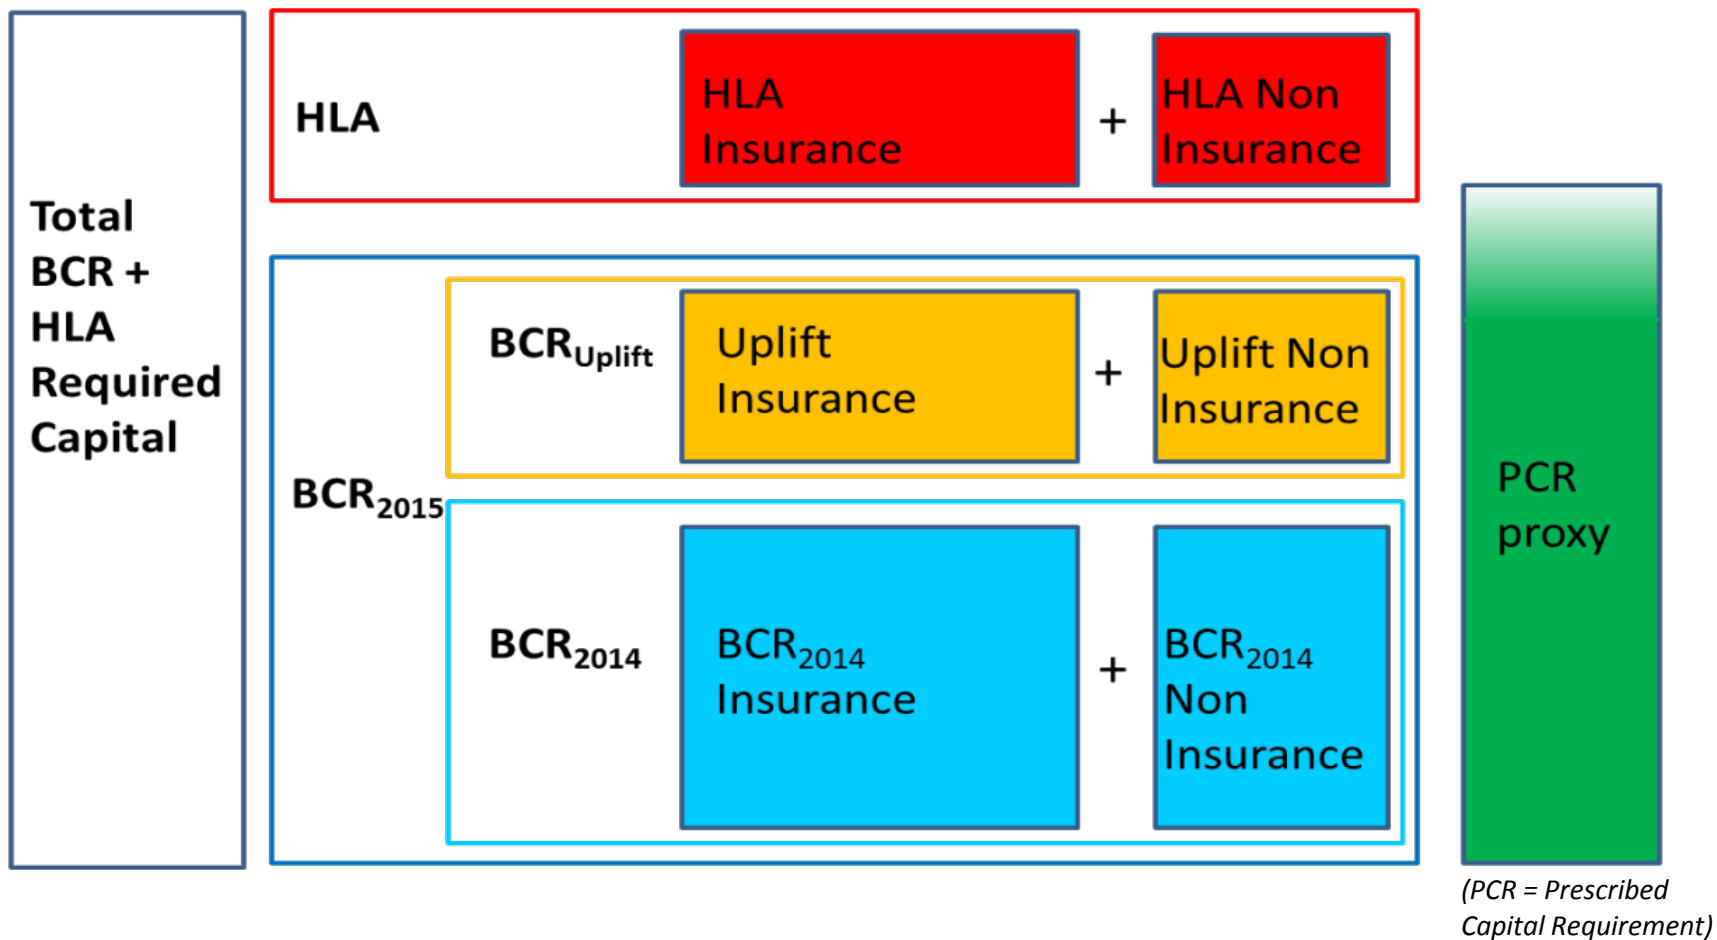 Total
BCR +
HLA
Required
Capital
HLA
HLA
Insurance
+
HLA Non
Insurance
BCR2015
BCRUplift
Uplift
Insurance
+
Uplift Non
Insurance
BCR2014
BCR2014
Insurance
+
BCR2014
Non
Insurance
PCR
proxy
(PCR = Prescribed
Capital Requirement)